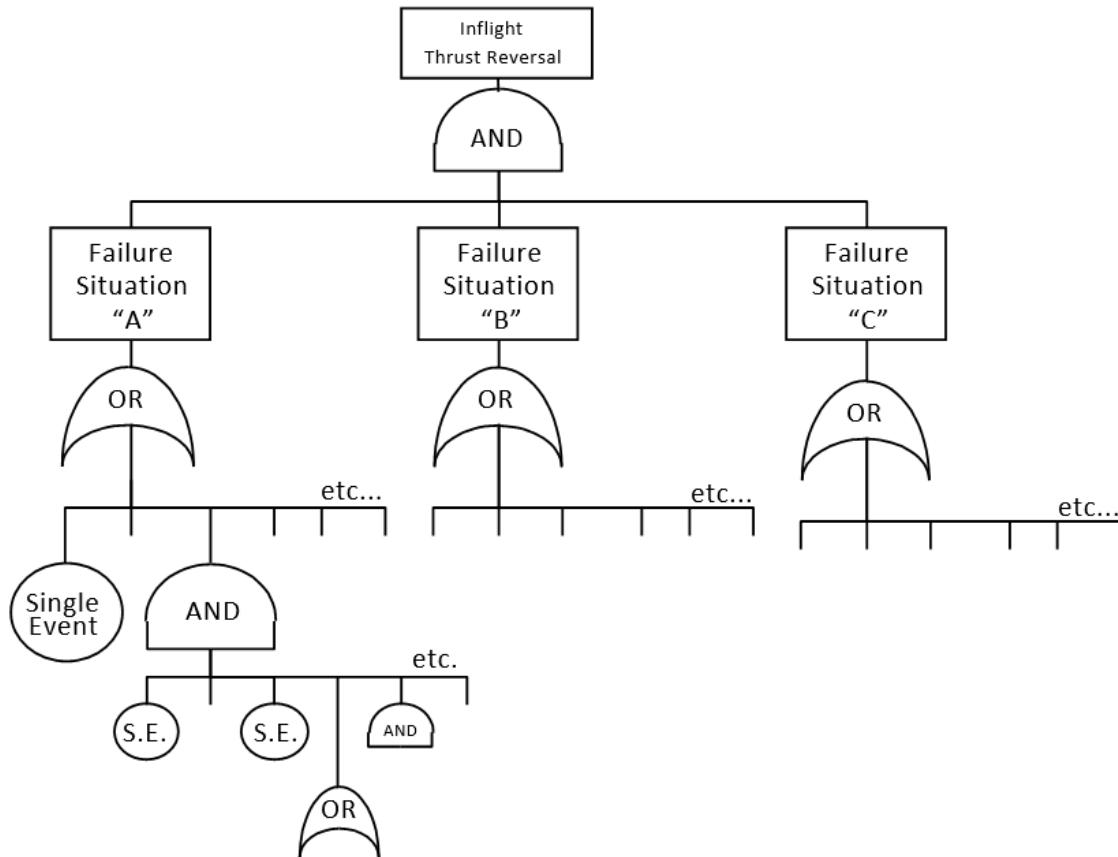 Inflight
Thrust Reversal
AND
Failure
Situation
“A”
Failure
Situation
“B”
Failure
Situation
“C”
OR
OR
OR
etc...
etc...
etc...
Single
Event
AND
etc.
S.E.
S.E.
AND
OR